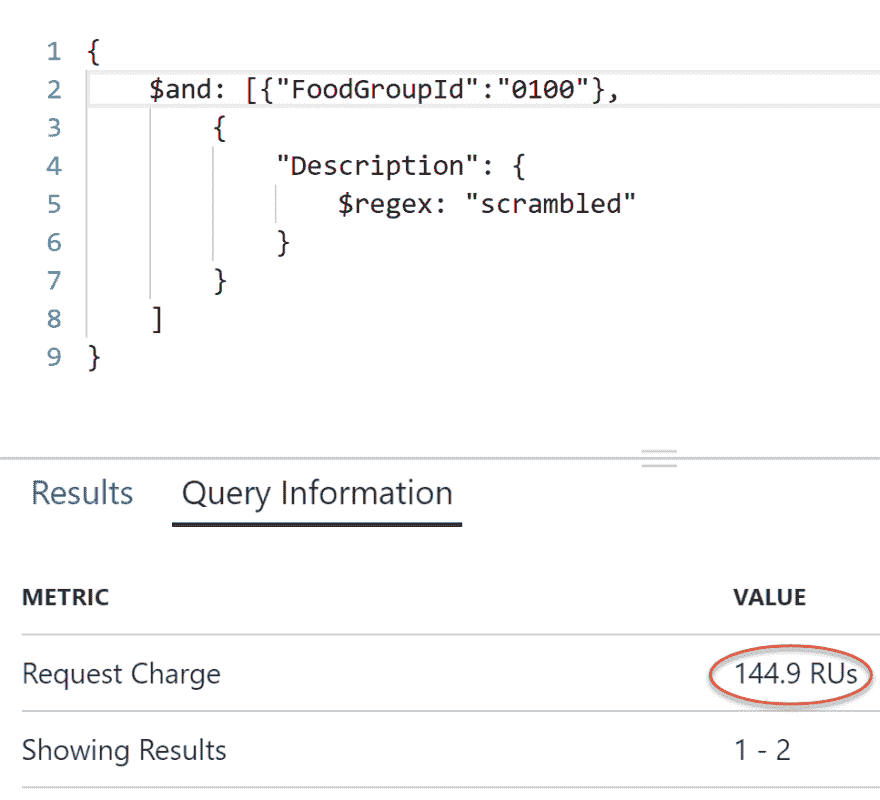 1 {
2 $and: [{"FoodGroupId":"0100"},
3 {
4 "Description": {
5 $regex: "scrambled"
6 }
7 }
8 ]
9 }
Results Query Information
METRIC VALUE
Request Charge 144.9 RUs
Showing Results 1 - 2